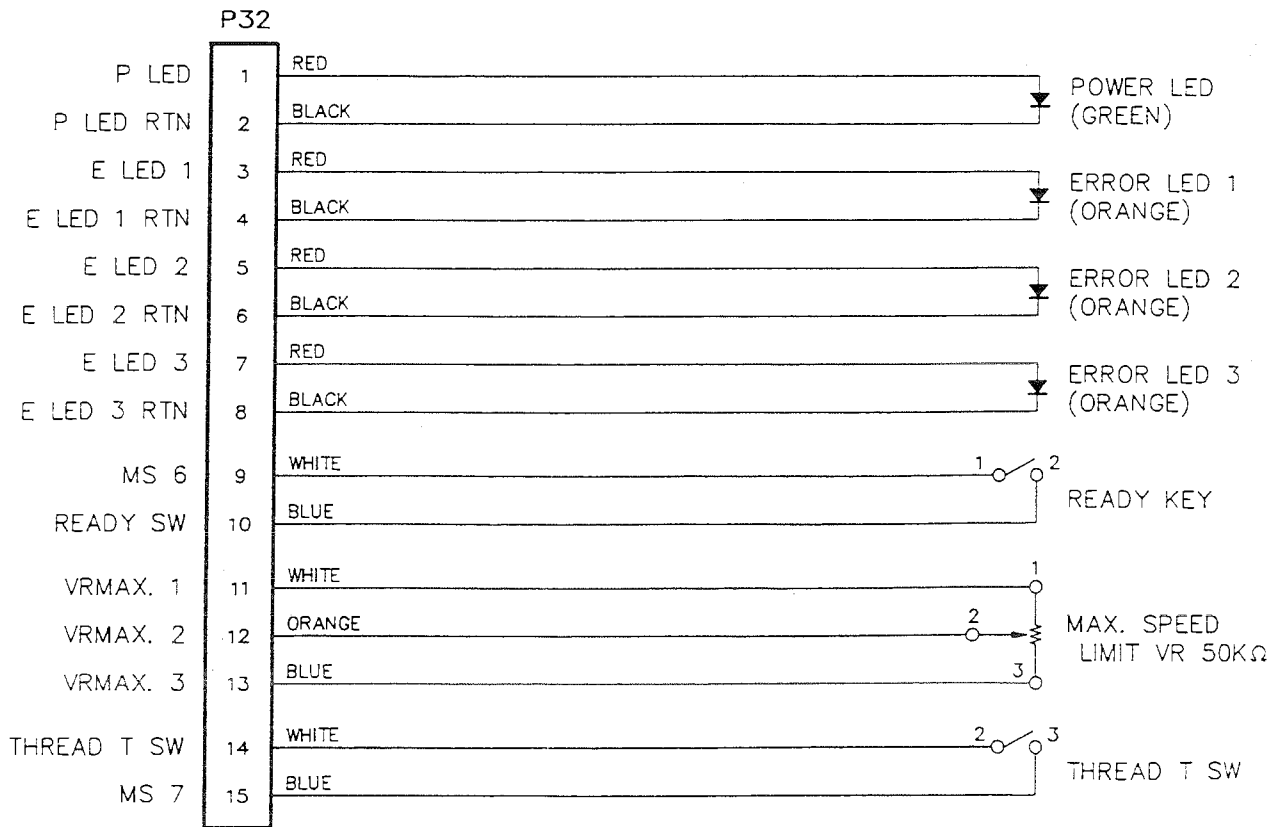 P32
P LED 1 RED
POWER LED
(GREEN)
P LED RTN 2 BLACK
E LED 1 3 RED
ERROR LED 1
(ORANGE)
E LED 1 RTN 4 BLACK
E LED 2 5 RED
ERROR LED 2
(ORANGE)
E LED 2 RTN 6 BLACK
E LED 3 7 RED
ERROR LED 3
(ORANGE)
E LED 3 RTN 8 BLACK
MS 6 9 WHITE 1 2
READY KEY
READY SW 10 BLUE
VRMAX. 1 11 WHITE 1
VRMAX. 2 12 ORANGE 2
MAX. SPEED
LIMIT VR 50KΩ
VRMAX. 3 13 BLUE 3
THREAD T SW 14 WHITE 2 3
THREAD T SW
MS 7 15 BLUE